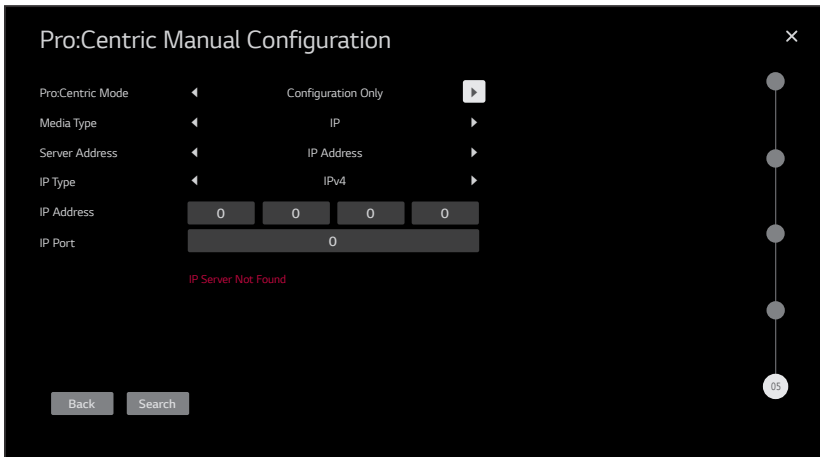 Pro:Centric Manual Configuration
Pro:Centric Mode Configuration Only
Media Type IP
Server Address IP Address
IP Type IPv4
IP Address 0 0 0 0
IP Port 0
IP Server Not Found
05
Back Search